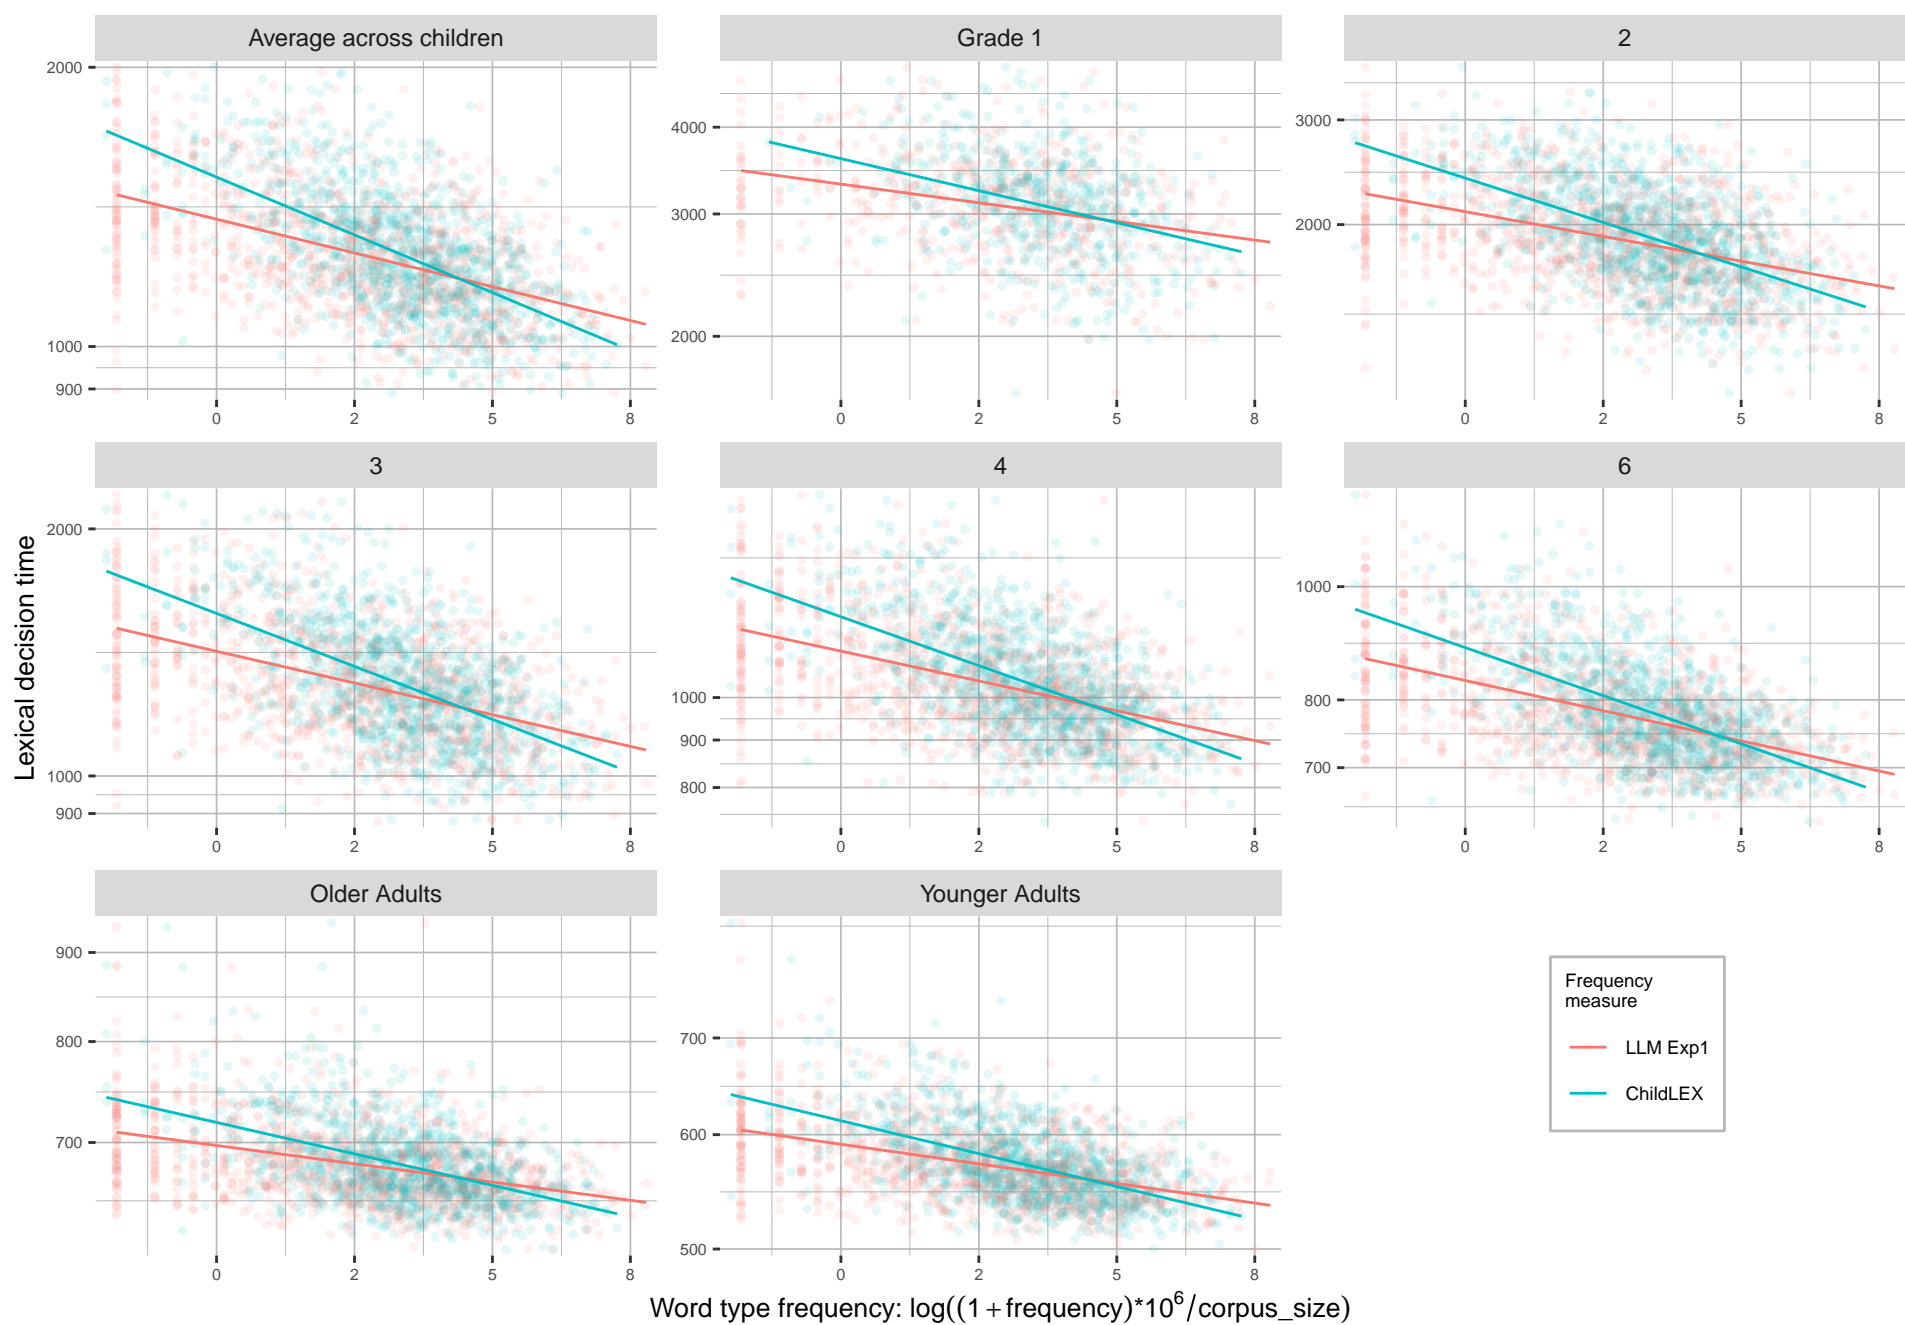 Average across children
Grade 1
2
2000
1000
900
0 2 5 8
4000
3000
2000
0 2 5 8
3000
2000
0 2 5 8
3
4
6
Lexical decision time
2000
1000
900
0 2 5 8
1000
900
800
0 2 5 8
1000
800
700
0 2 5 8
Older Adults
Younger Adults
900
800
700
0 2 5 8
700
600
500
0 2 5 8
Frequency
measure
LLM Exp1
ChildLEX
Word type frequency: log((1+frequency)*10^6/corpus_size)